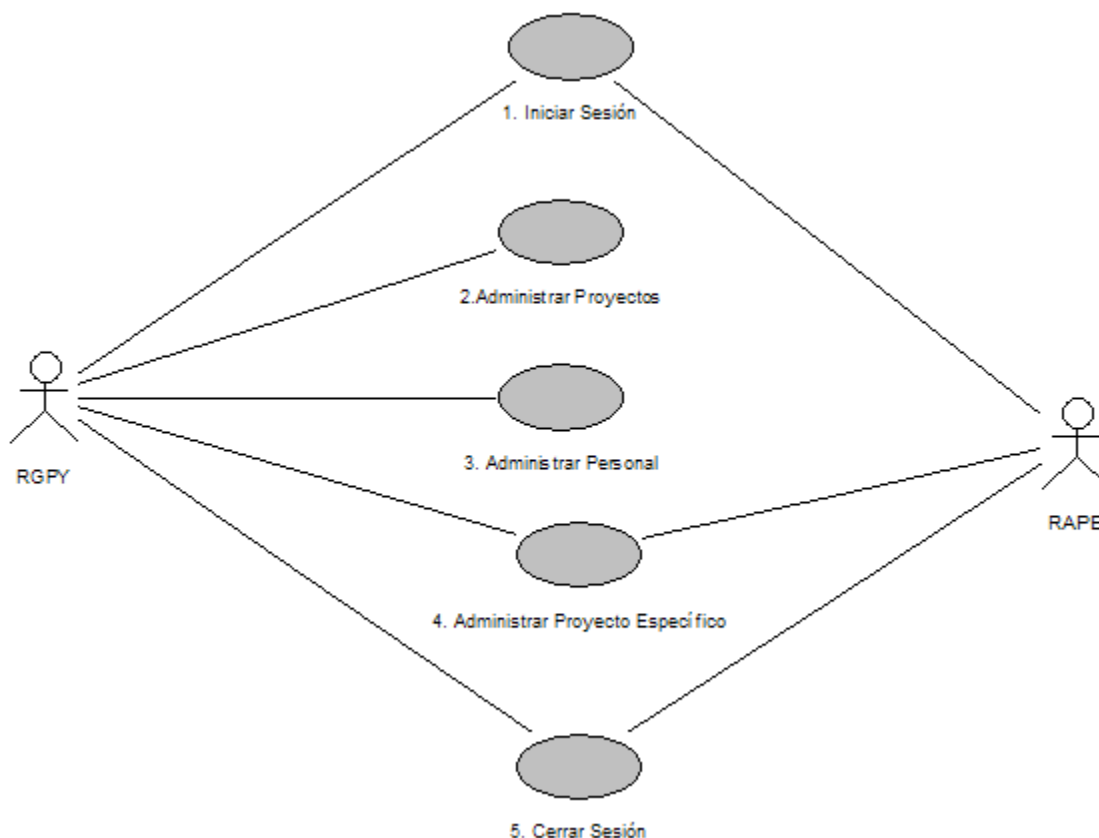 1. Iniciar Sesión
2.Administrar Proyectos
3. Administrar Personal
RGPY
RAPE
4. Administrar Proyecto Específico
5. Cerrar Sesión